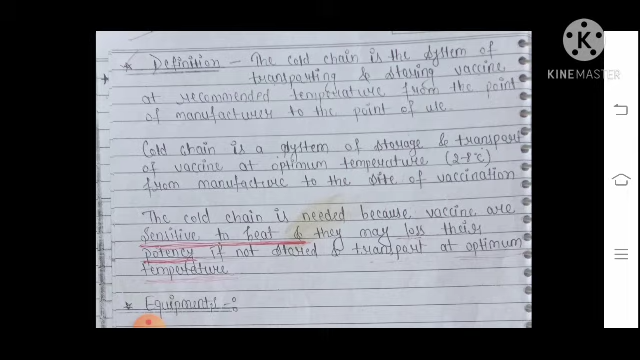 * Definition - The cold chain is the system of
transporting & storing vaccine
at recommended temperature from the point
of manufacturer to the point of use.
Cold chain is a system of storage & transport
of vaccine at optimum temperature (2-8°c)
from manufacture to the site of vaccination
The cold chain is needed because vaccine are
sensitive to heat & they may loss their
potency if not stored & transport at optimum
temperature
* Equipments -:
KINEMASTER